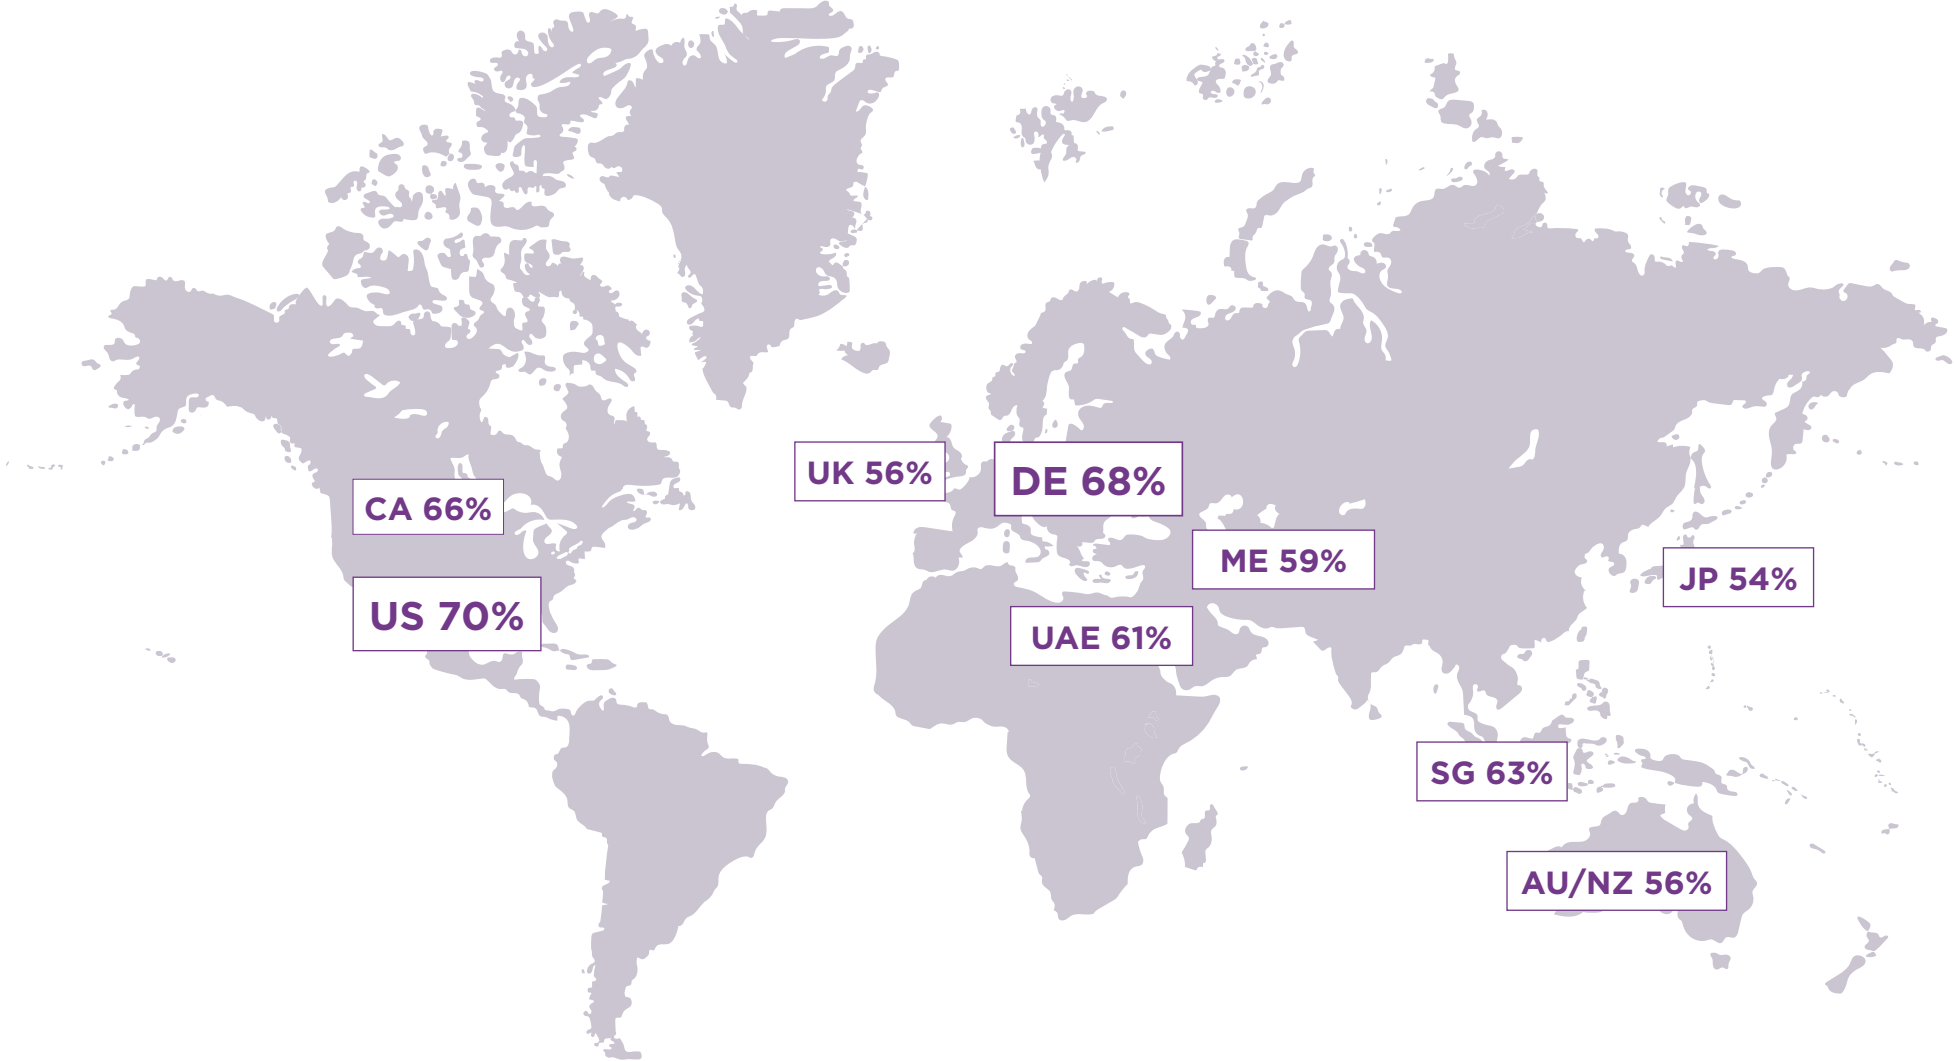 UK 56%
DE 68%
CA 66%
ME 59%
JP 54%
US 70%
UAE 61%
SG 63%
AU/NZ 56%